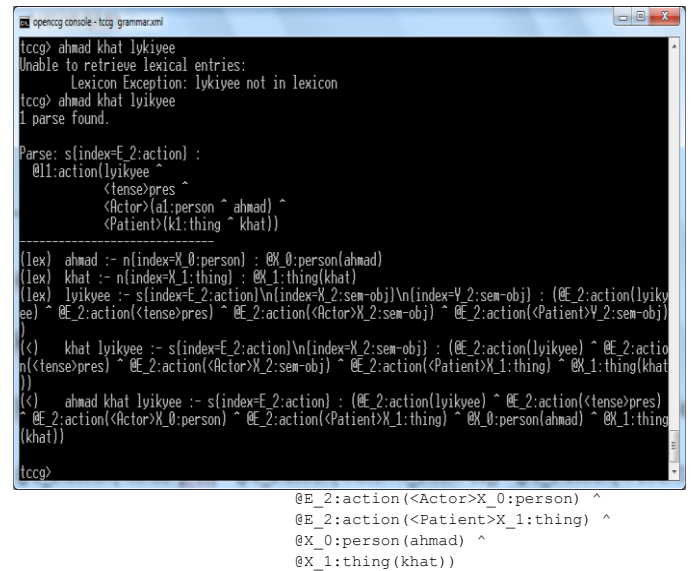 openccg console - tccg grammar.xml
tccg> ahmad khat lykiyee
Unable to retrieve lexical entries:
Lexicon Exception: lykiyee not in lexicon
tccg> ahmad khat lyikyee
1 parse found.
Parse: s{index=E_2:action} :
@l1:action(lyikyee ^
<tense>pres ^
<Actor>(a1:person ^ ahmad) ^
<Patient>(k1:thing ^ khat))
------------------------------
(lex) ahmad :- n{index=X_0:person} : @X_0:person(ahmad)
(lex) khat :- n{index=X_1:thing} : @X_1:thing(khat)
(lex) lyikyee :- s{index=E_2:action}\n{index=X_2:sem-obj}\n{index=Y_2:sem-obj} : (@E_2:action(lyiky
ee) ^ @E_2:action(<tense>pres) ^ @E_2:action(<Actor>X_2:sem-obj) ^ @E_2:action(<Patient>Y_2:sem-obj)
)
(<) khat lyikyee :- s{index=E_2:action}\n{index=X_2:sem-obj} : (@E_2:action(lyikyee) ^ @E_2:actio
n(<tense>pres) ^ @E_2:action(<Actor>X_2:sem-obj) ^ @E_2:action(<Patient>X_1:thing) ^ @X_1:thing(khat
))
(<) ahmad khat lyikyee :- s{index=E_2:action} : (@E_2:action(lyikyee) ^ @E_2:action(<tense>pres)
^ @E_2:action(<Actor>X_0:person) ^ @E_2:action(<Patient>X_1:thing) ^ @X_0:person(ahmad) ^ @X_1:thing
(khat))
tccg>
@E_2:action(<Actor>X_0:person) ^
@E_2:action(<Patient>X_1:thing) ^
@X_0:person(ahmad) ^
@X_1:thing(khat))